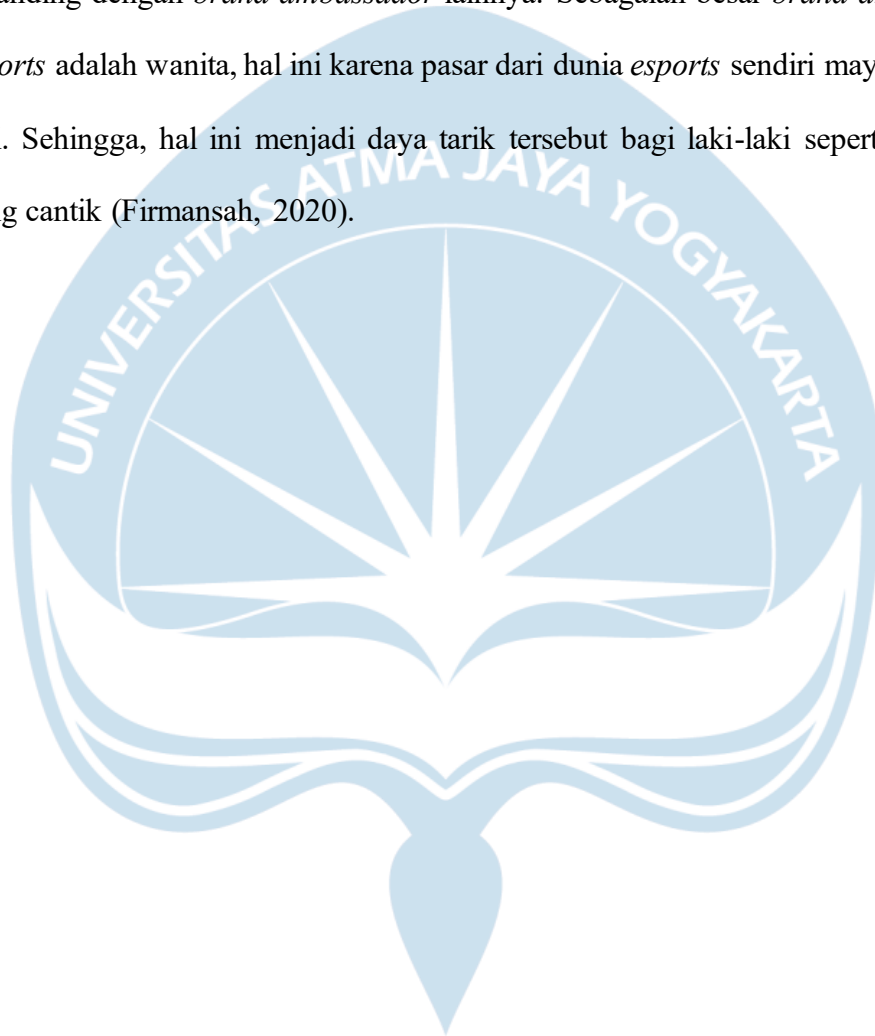 anding dengan brand ambassador lainnya. Sebagaian besar brand a
orts adalah wanita, hal ini karena pasar dari dunia esports sendiri may
. Sehingga, hal ini menjadi daya tarik tersebut bagi laki-laki sepert
g cantik (Firmansah, 2020).
UNIVERSITAS ATMA JAYA YOGYAKARTA